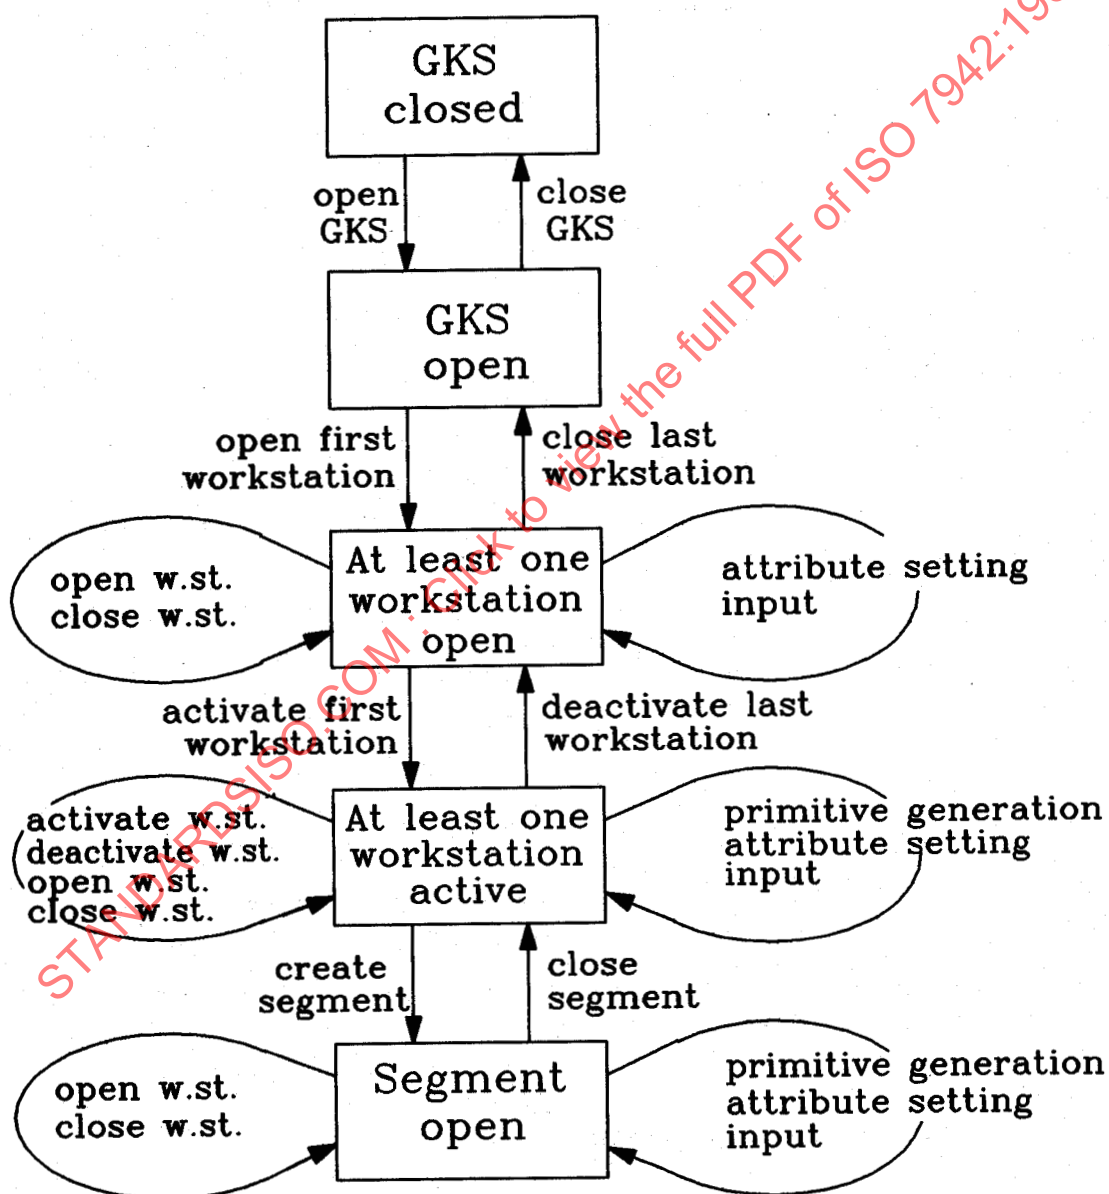 GKS
closed
open
GKS
close
GKS
GKS
open
open first
workstation
close last
workstation
open w.st.
close w.st.
At least one
workstation
open
attribute setting
input
activate first
workstation
deactivate last
workstation
activate w.st.
deactivate w.st.
open w.st.
close w.st.
At least one
workstation
active
primitive generation
attribute setting
input
create
segment
close
segment
open w.st.
close w.st.
Segment
open
primitive generation
attribute setting
input
STANDARDSISO.COM : Click to view the full PDF of ISO